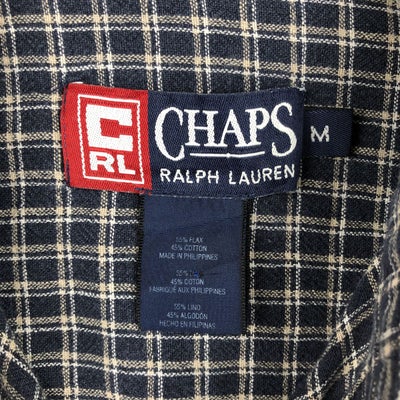 C
RL
CHAPS
RALPH LAUREN
M
55% FLAX
45% COTTON
MADE IN PHILIPPINES
55% LIN
45% COTON
FABRIQUÉ AUX PHILIPPINES
55% LINO
45% ALGODÓN
HECHO EN FILIPINAS